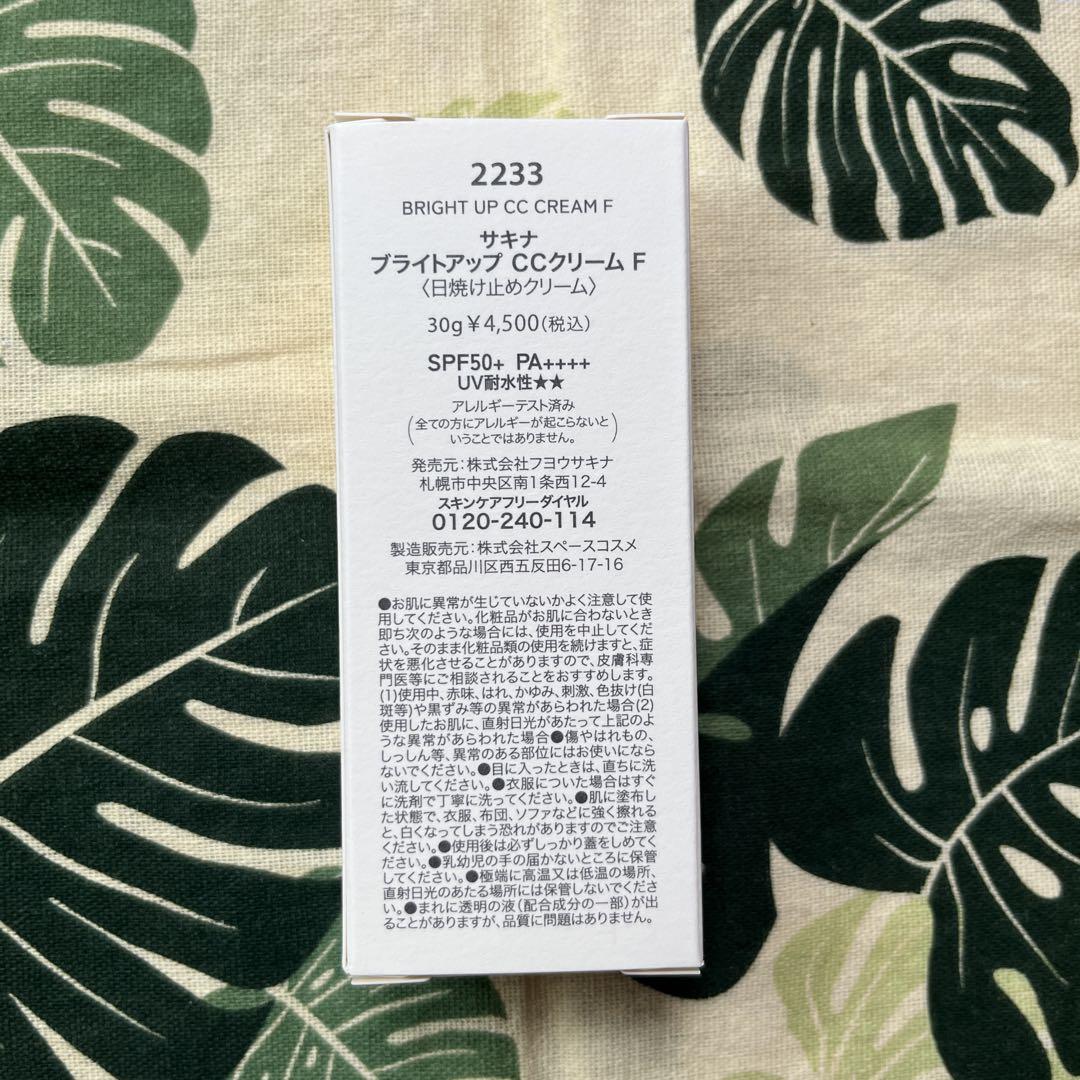 2233
BRIGHT UP CC CREAM F
サキナ
ブライトアップ CCクリーム F
〈日焼け止めクリーム〉
30g ¥4,500(税込)
SPF50+ PA++++
UV耐水性★★
アレルギーテスト済み
(全ての方にアレルギーが起こらないと
いうことではありません。)
発売元:株式会社フヨウサキナ
札幌市中央区南1条西12-4
スキンケアフリーダイヤル
0120-240-114
製造販売元:株式会社スペースコスメ
東京都品川区西五反田6-17-16
●お肌に異常が生じていないかよく注意して使
用してください。化粧品がお肌に合わないとき
即ち次のような場合には、使用を中止してくだ
さい。そのまま化粧品類の使用を続けますと、症
状を悪化させることがありますので、皮膚科専
門医等にご相談されることをおすすめします。
(1)使用中、赤味、はれ、かゆみ、刺激、色抜け(白
斑等)や黒ずみ等の異常があらわれた場合(2)
使用したお肌に、直射日光があたって上記のよ
うな異常があらわれた場合●傷やはれもの、
しっしん等、異常のある部位にはお使いになら
ないでください。●目に入ったときは、直ちに洗
い流してください。●衣服についた場合はすぐ
に洗剤で丁寧に洗ってください。●肌に塗布し
た状態で、衣服、布団、ソファなどに強く擦れる
と、白くなってしまう恐れがありますのでご注意
ください。●使用後は必ずしっかり蓋をしめてく
ださい。●乳幼児の手の届かないところに保管
してください。●極端に高温又は低温の場所、
直射日光のあたる場所には保管しないでくださ
い。●まれに透明の液(配合成分の一部)が出
ることがありますが、品質に問題はありません。